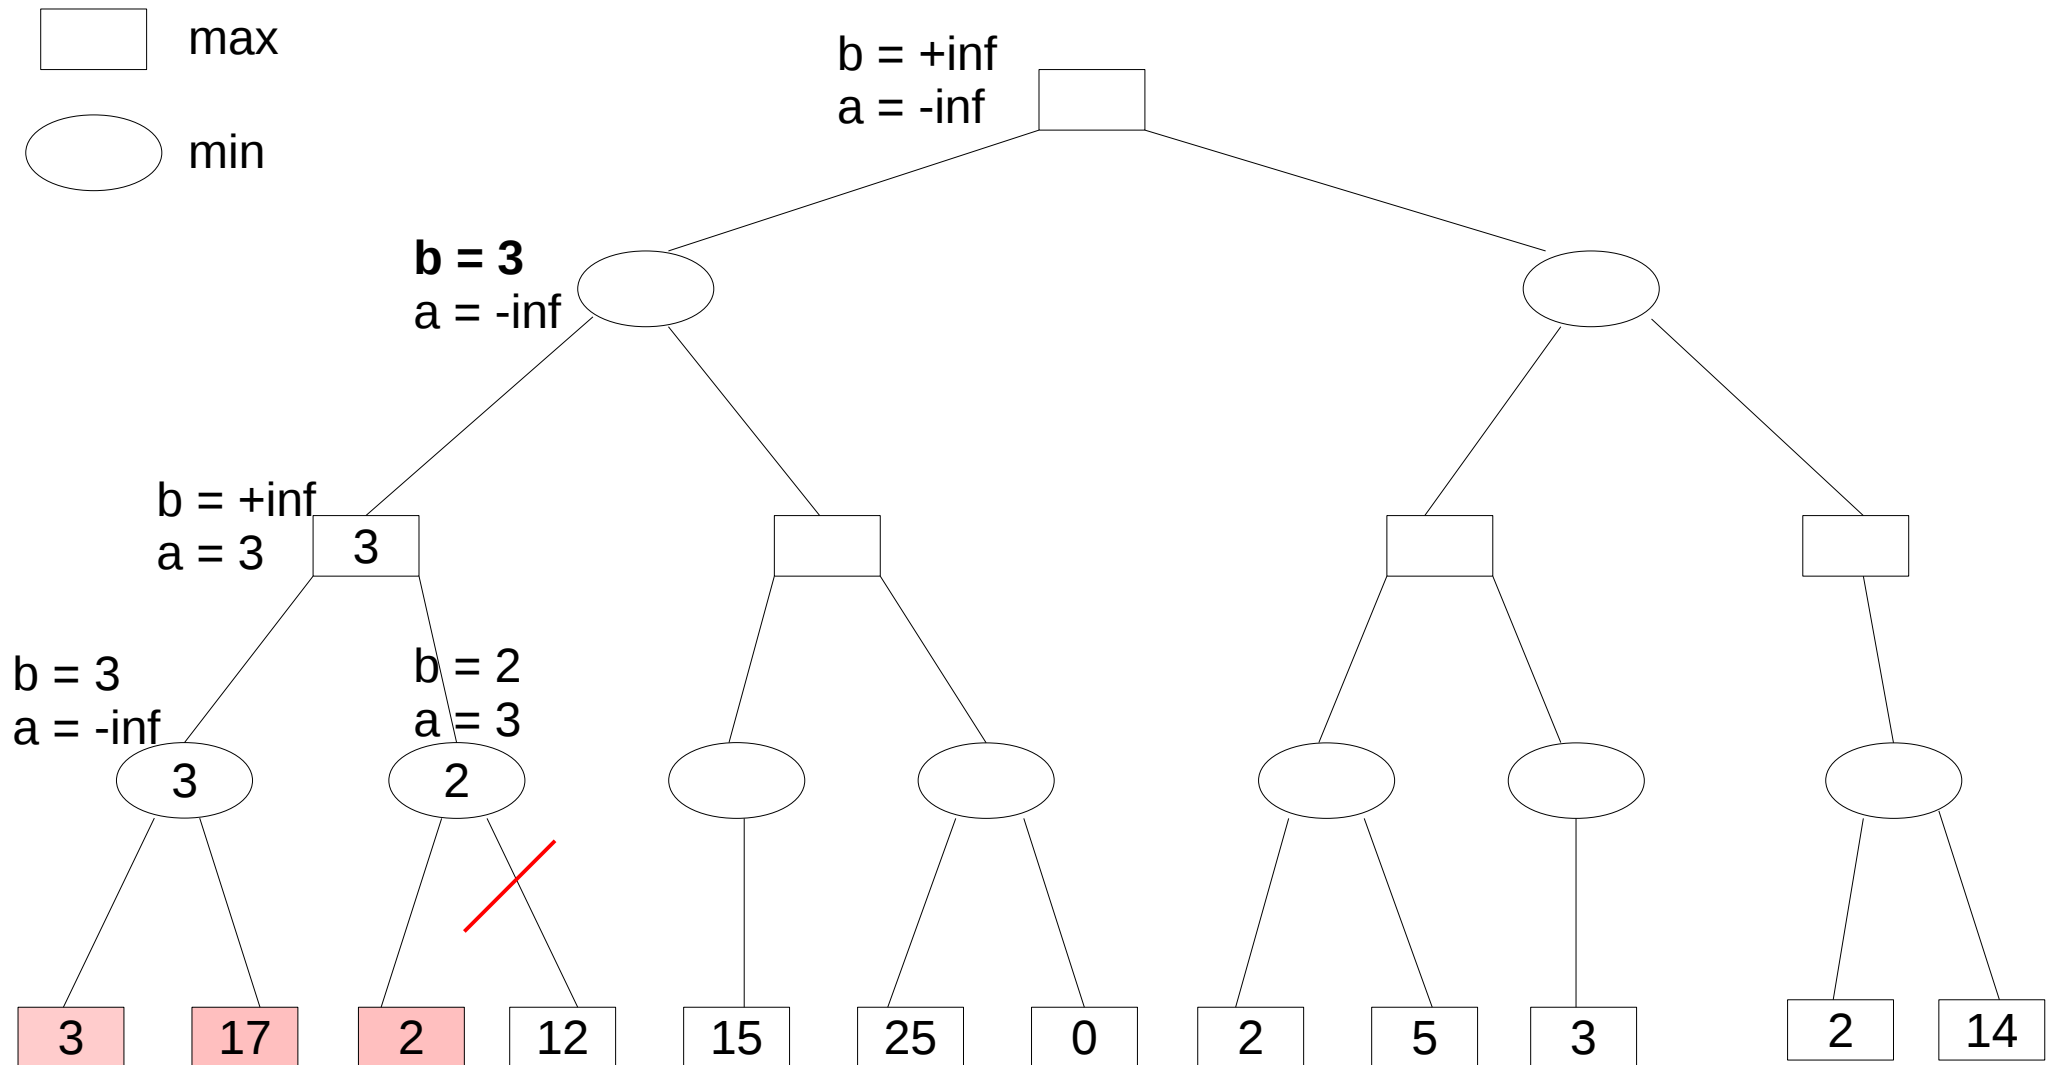 max
min
b = +inf
a = -inf
b = 3
a = -inf
b = +inf
a = 3
3
b = 3
a = -inf
b = 2
a = 3
3
2
3 17 2 12 15 25 0 2 5 3 2 14